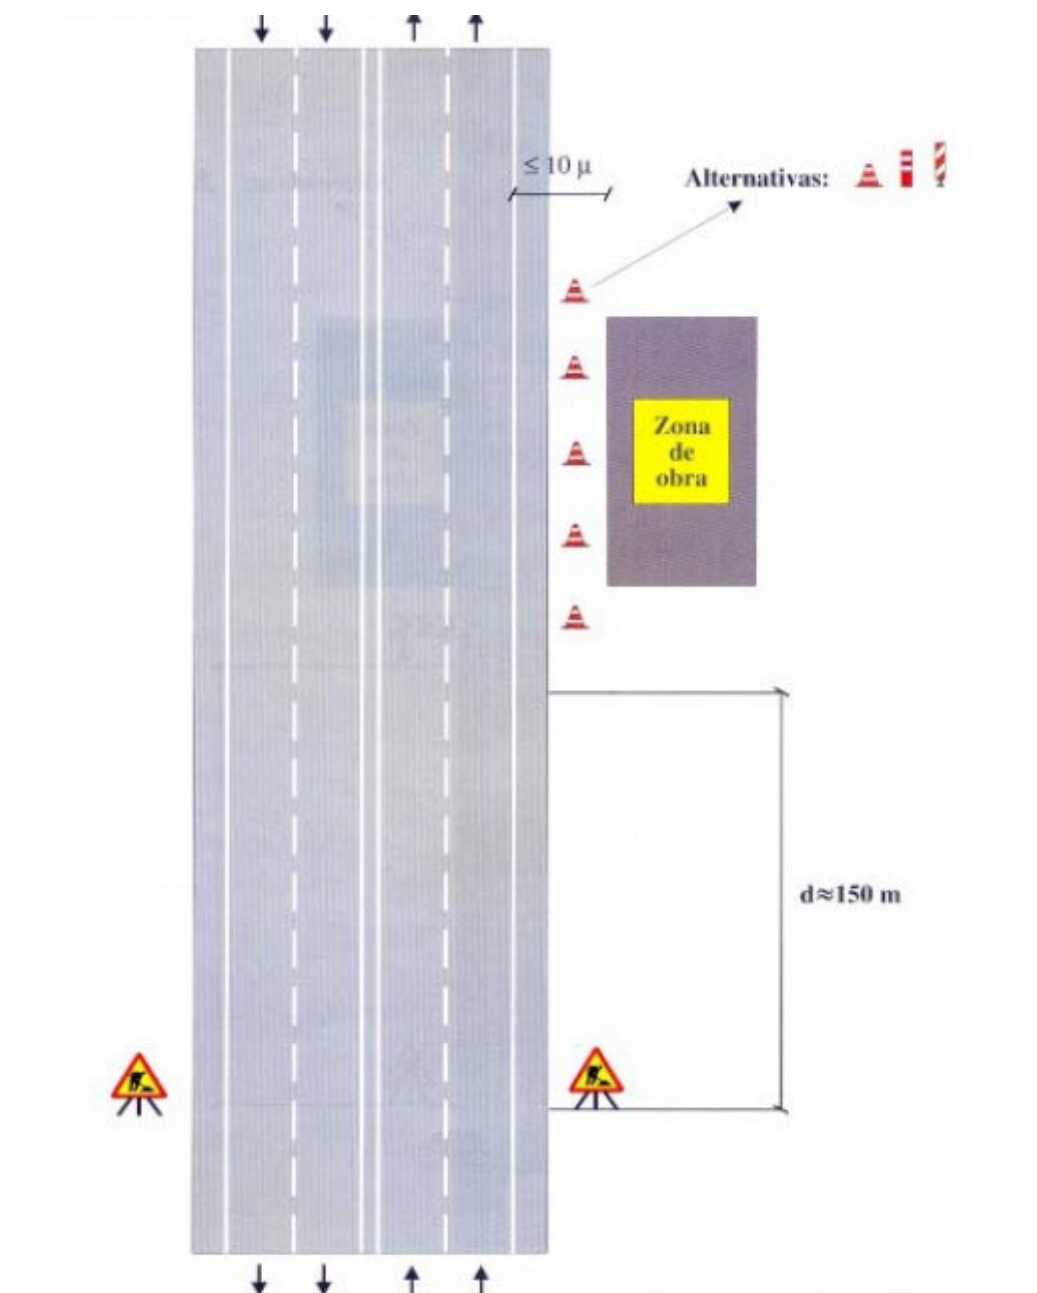 ≤ 10 μ
Alternativas:
Zona
de
obra
d≈150 m